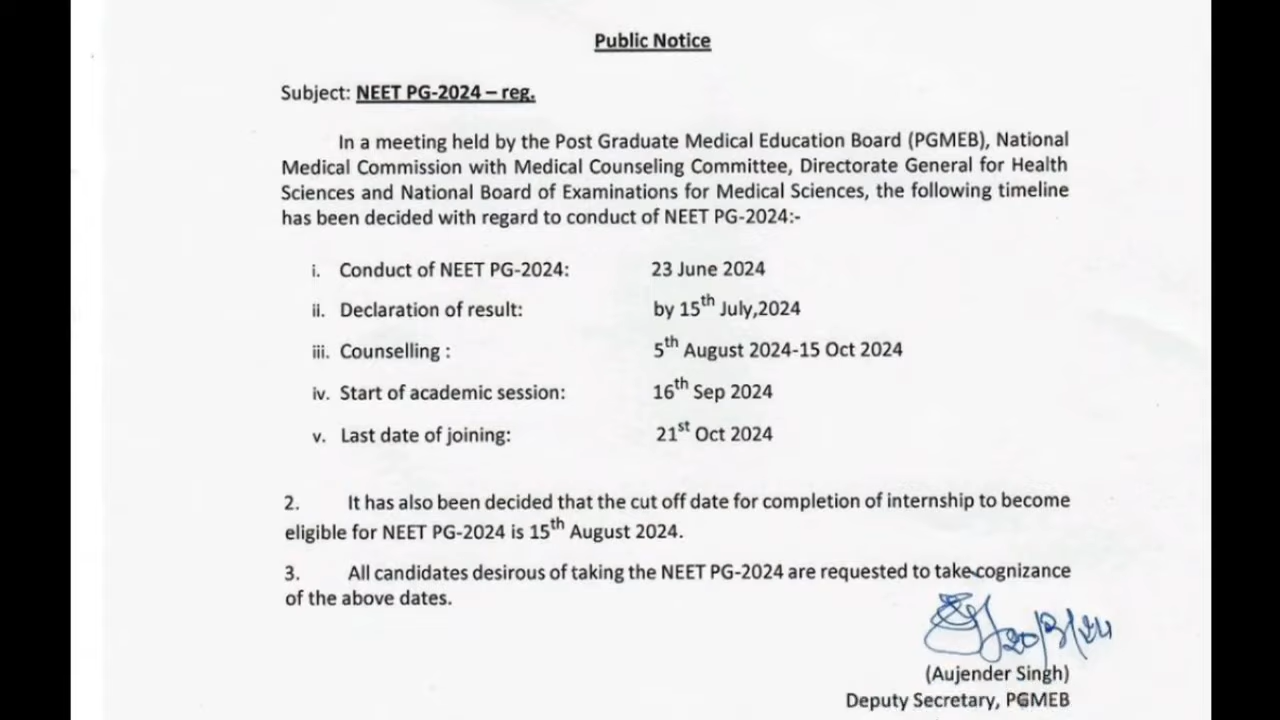 Public Notice
Subject: NEET PG-2024 – reg.
In a meeting held by the Post Graduate Medical Education Board (PGMEB), National
Medical Commission with Medical Counseling Committee, Directorate General for Health
Sciences and National Board of Examinations for Medical Sciences, the following timeline
has been decided with regard to conduct of NEET PG-2024:-
i. Conduct of NEET PG-2024: 23 June 2024
ii. Declaration of result: by 15th July,2024
iii. Counselling : 5th August 2024-15 Oct 2024
iv. Start of academic session: 16th Sep 2024
v. Last date of joining: 21st Oct 2024
2. It has also been decided that the cut off date for completion of internship to become
eligible for NEET PG-2024 is 15th August 2024.
3. All candidates desirous of taking the NEET PG-2024 are requested to take cognizance
of the above dates.
20/3/24
(Aujender Singh)
Deputy Secretary, PGMEB